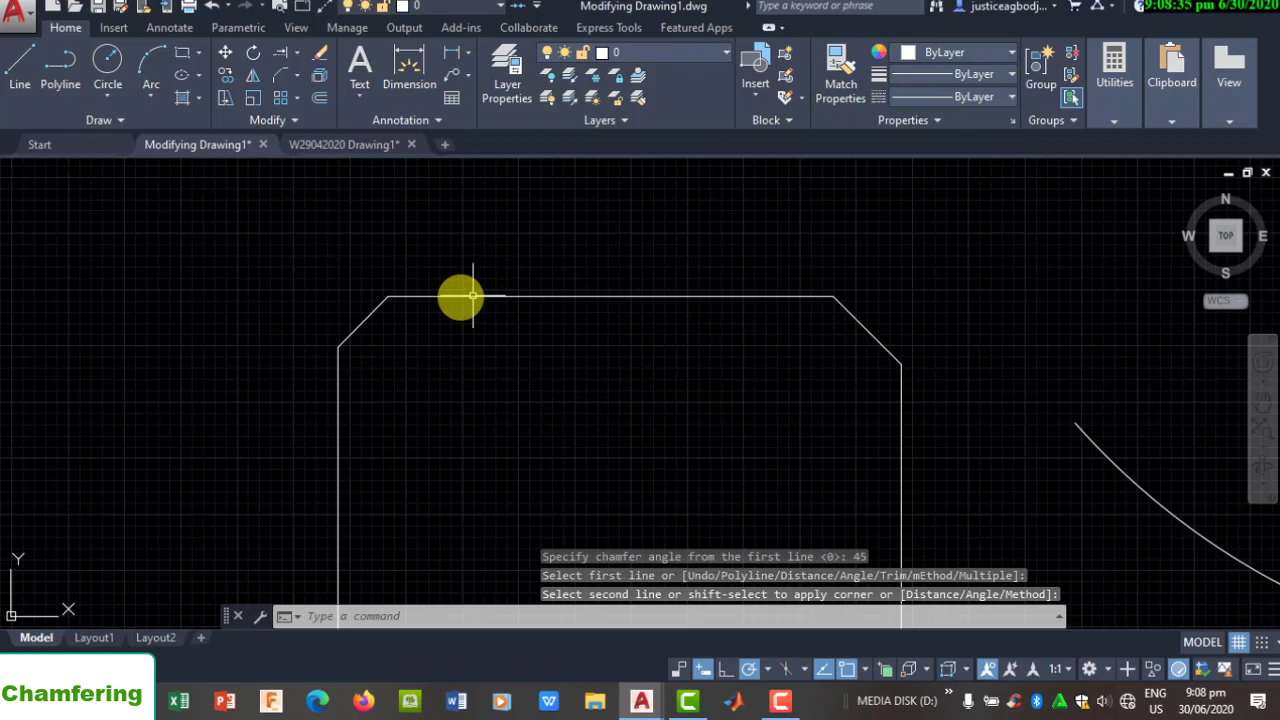 A
0
Modifying Drawing1.dwg
Type a keyword or phrase
justiceagbodj...
9:08:35 pm 6/30/2020
Home
Insert
Annotate
Parametric
View
Manage
Output
Add-ins
Collaborate
Express Tools
Featured Apps
Line
Polyline
Circle
Arc
Text
Dimension
Layer
Properties
0
Insert
Match
Properties
ByLayer
ByLayer
ByLayer
Group
Utilities
Clipboard
View
Draw
Modify
Annotation
Layers
Block
Properties
Groups
Start
Modifying Drawing1*
W29042020 Drawing1*
N
W
TOP
E
S
WCS
Y
X
Specify chamfer angle from the first line <0>: 45
Select first line or [Undo/Polyline/Distance/Angle/Trim/mEthod/Multiple]:
Select second line or shift-select to apply corner or [Distance/Angle/Method]:
Type a command
Model
Layout1
Layout2
MODEL
1:1
Chamfering
MEDIA DISK (D:)
ENG
US
9:08 pm
30/06/2020